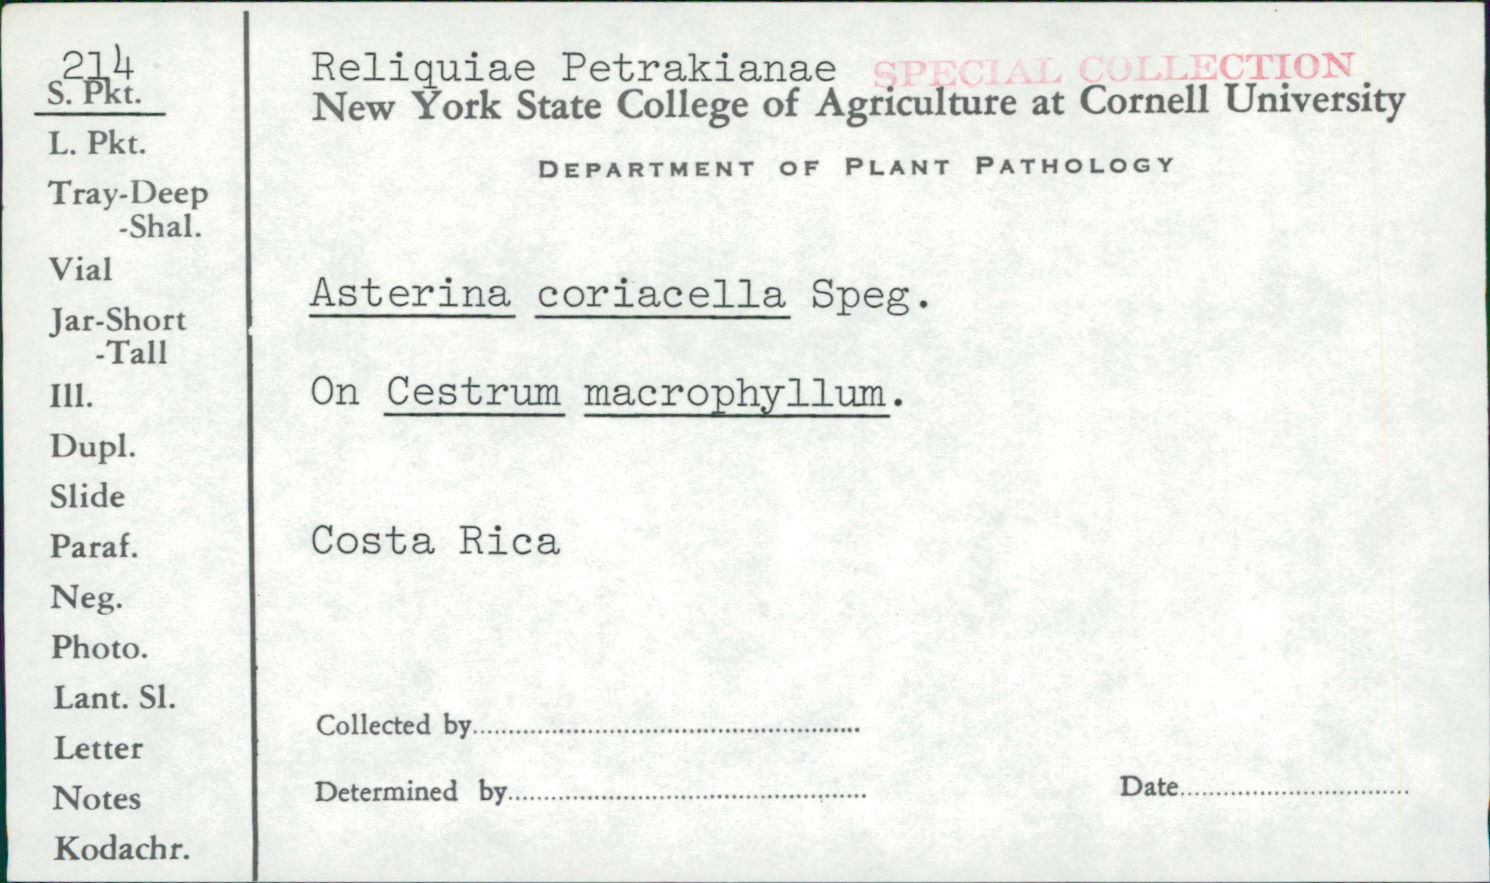 214
S. Pkt.
L. Pkt.
Tray-Deep
-Shal.
Vial
Jar-Short
-Tall
Ill.
Dupl.
Slide
Paraf.
Neg.
Photo.
Lant. Sl.
Letter
Notes
Kodachr.
Reliquiae Petrakianae SPECIAL COLLECTION
New York State College of Agriculture at Cornell University
DEPARTMENT OF PLANT PATHOLOGY
Asterina coriacella Speg.
On Cestrum macrophyllum.
Costa Rica
Collected by
Determined by
Date